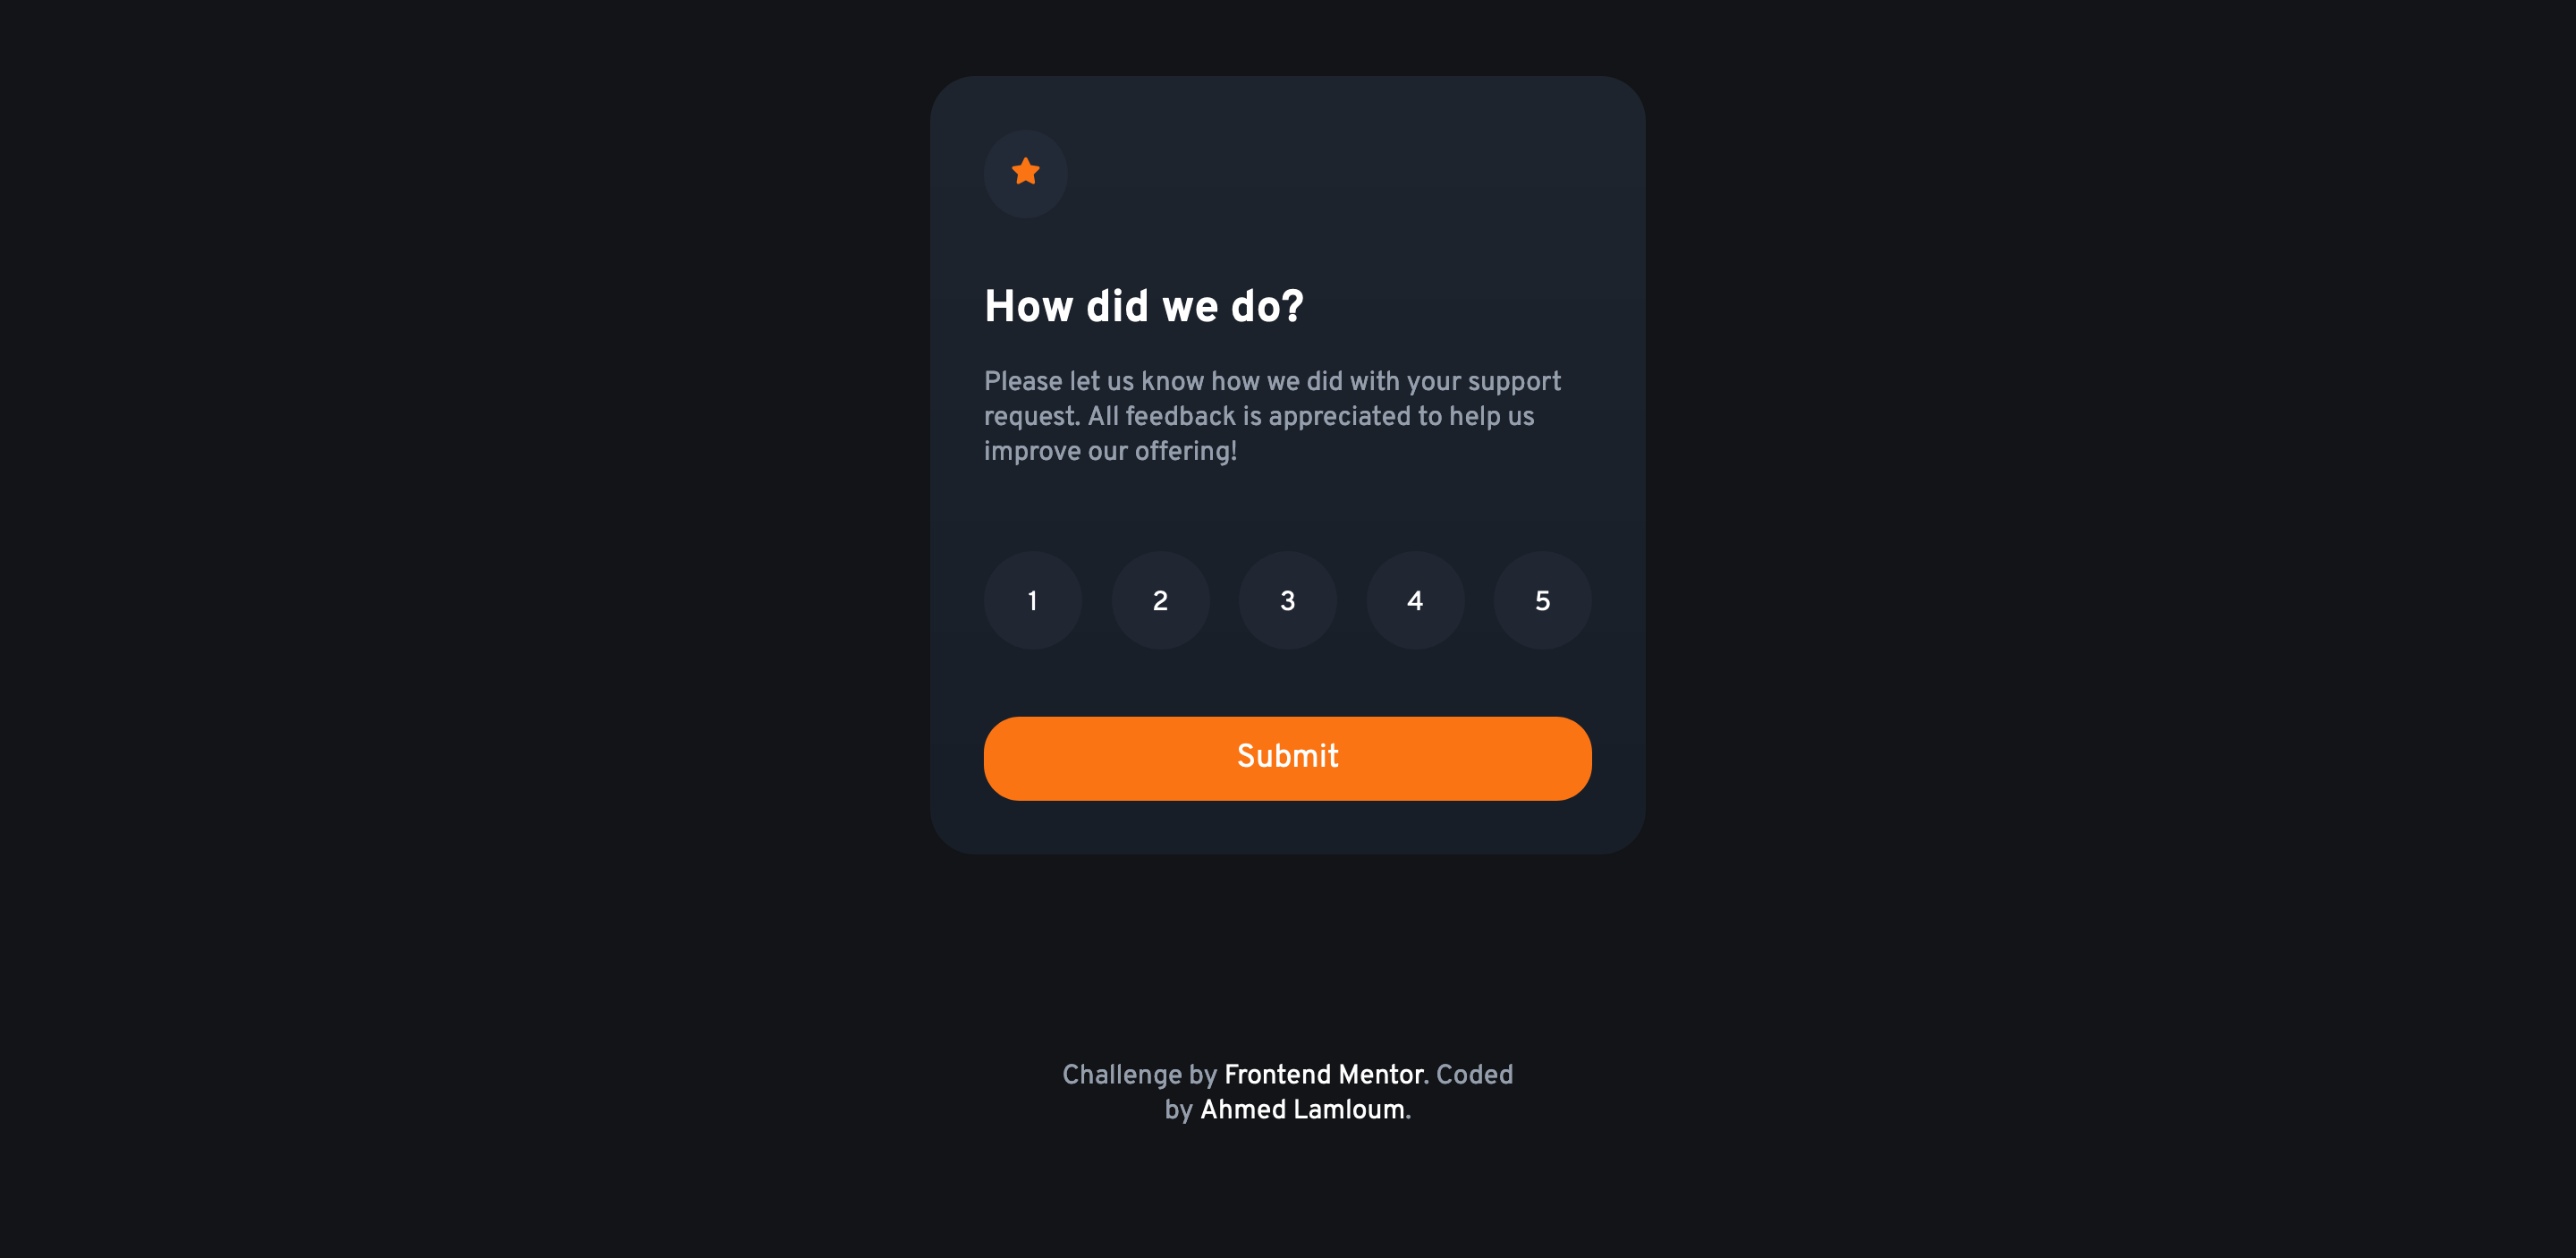 How did we do?
Please let us know how we did with your support
request. All feedback is appreciated to help us
improve our offering!
1 2 3 4 5
Submit
Challenge by Frontend Mentor. Coded
by Ahmed Lamloum.